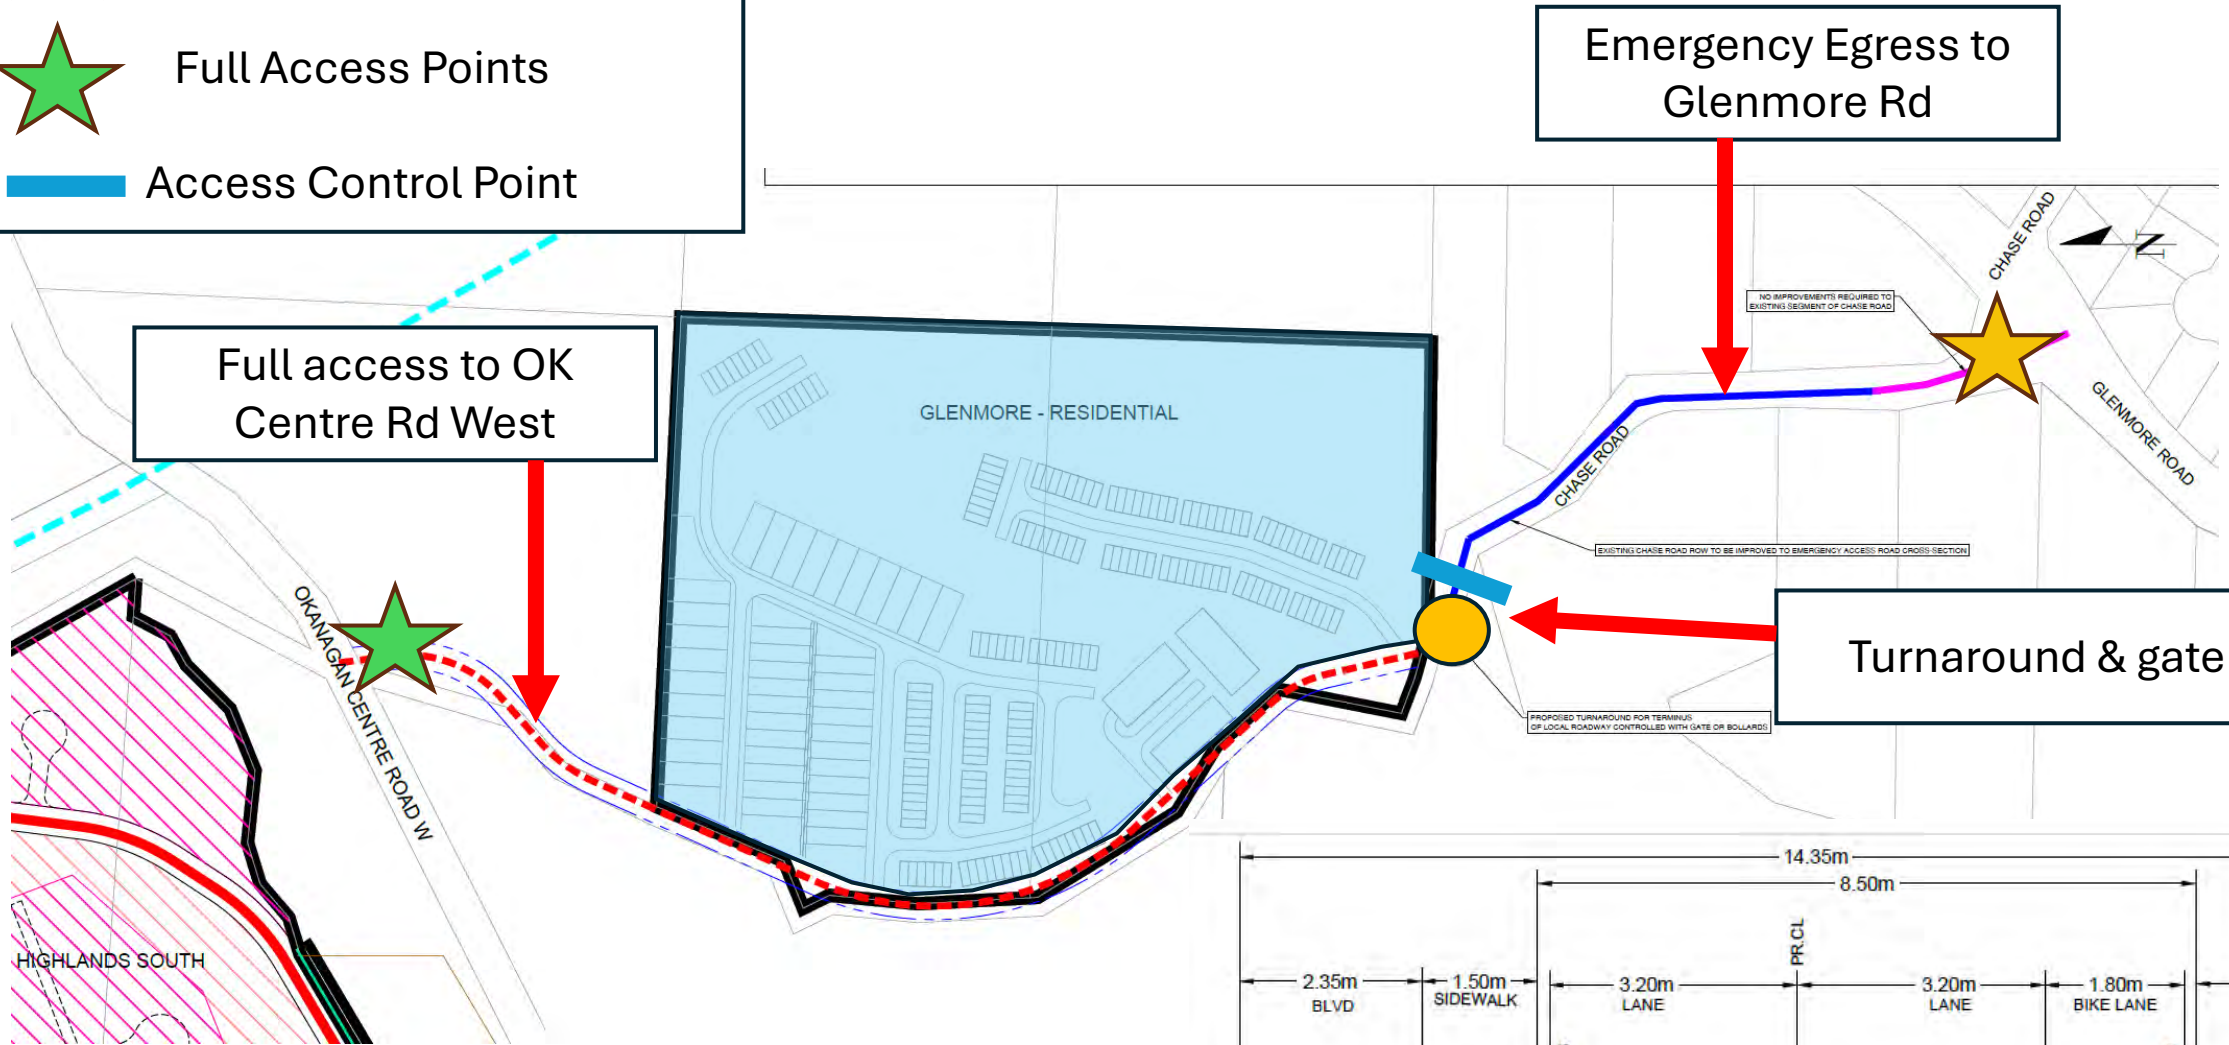 Full Access Points
Access Control Point
Emergency Egress to
Glenmore Rd
CHASE ROAD
N
NO IMPROVEMENTS REQUIRED TO
EXISTING SEGMENT OF CHASE ROAD
Full access to OK
Centre Rd West
GLENMORE - RESIDENTIAL
GLENMORE ROAD
CHASE ROAD
EXISTING CHASE ROAD ROW TO BE IMPROVED TO EMERGENCY ACCESS ROAD CROSS-SECTION
OKANAGAN CENTRE ROAD W
Turnaround & gate
PROPOSED TURNAROUND FOR TERMINUS
OF LOCAL ROADWAY CONTROLLED WITH GATE OR BOLLARDS
HIGHLANDS SOUTH
14.35m
8.50m
PR.CL
2.35m
BLVD
1.50m
SIDEWALK
3.20m
LANE
3.20m
LANE
1.80m
BIKE LANE